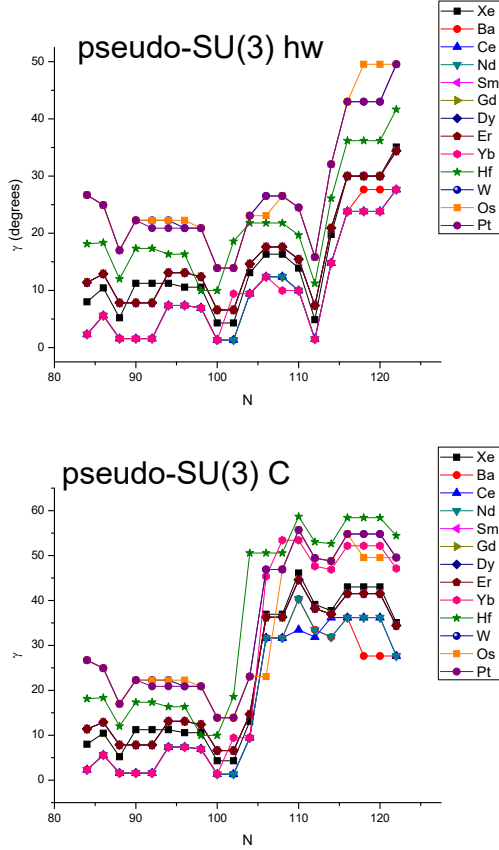 pseudo-SU(3) hw
γ (degrees)
50
40
30
20
10
0
80
90
100
110
120
N
Xe
Ba
Ce
Nd
Sm
Gd
Dy
Er
Yb
Hf
W
Os
Pt
pseudo-SU(3) C
γ
60
50
40
30
20
10
0
80
90
100
110
120
N
Xe
Ba
Ce
Nd
Sm
Gd
Dy
Er
Yb
Hf
W
Os
Pt